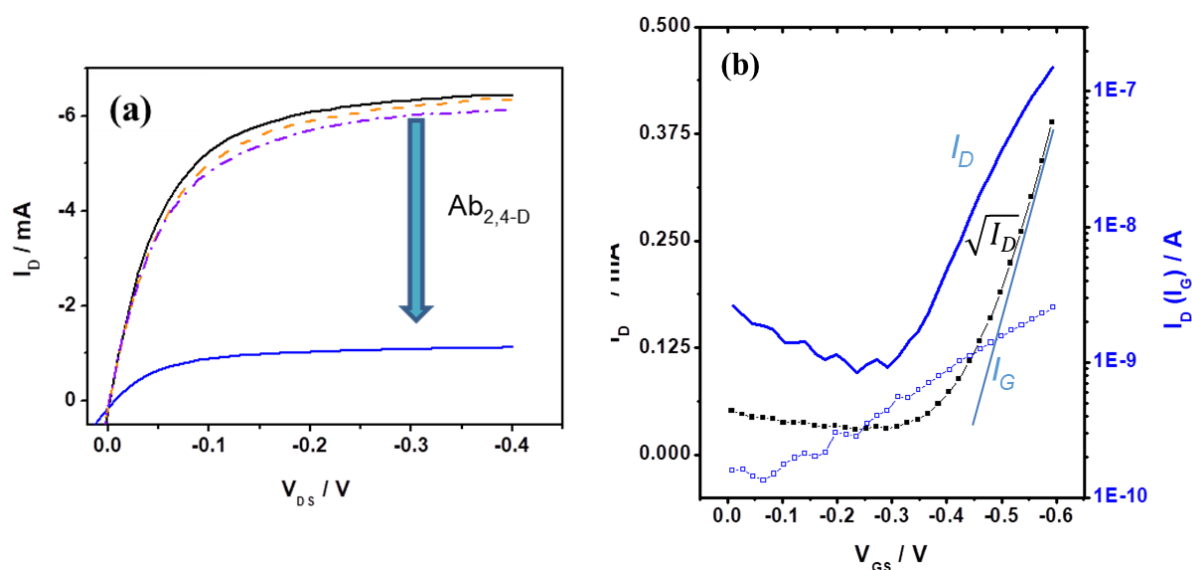 (a)
-6
-4
-2
0
I_D / mA
Ab_2,4-D
0.0 -0.1 -0.2 -0.3 -0.4
V_DS / V
(b)
0.500
0.375
0.250
0.125
0.000
/ mA
I_D
√I_D
I_G
1E-7
1E-8
1E-9
1E-10
I_D (I_G) / A
0.0 -0.1 -0.2 -0.3 -0.4 -0.5 -0.6
V_GS / V